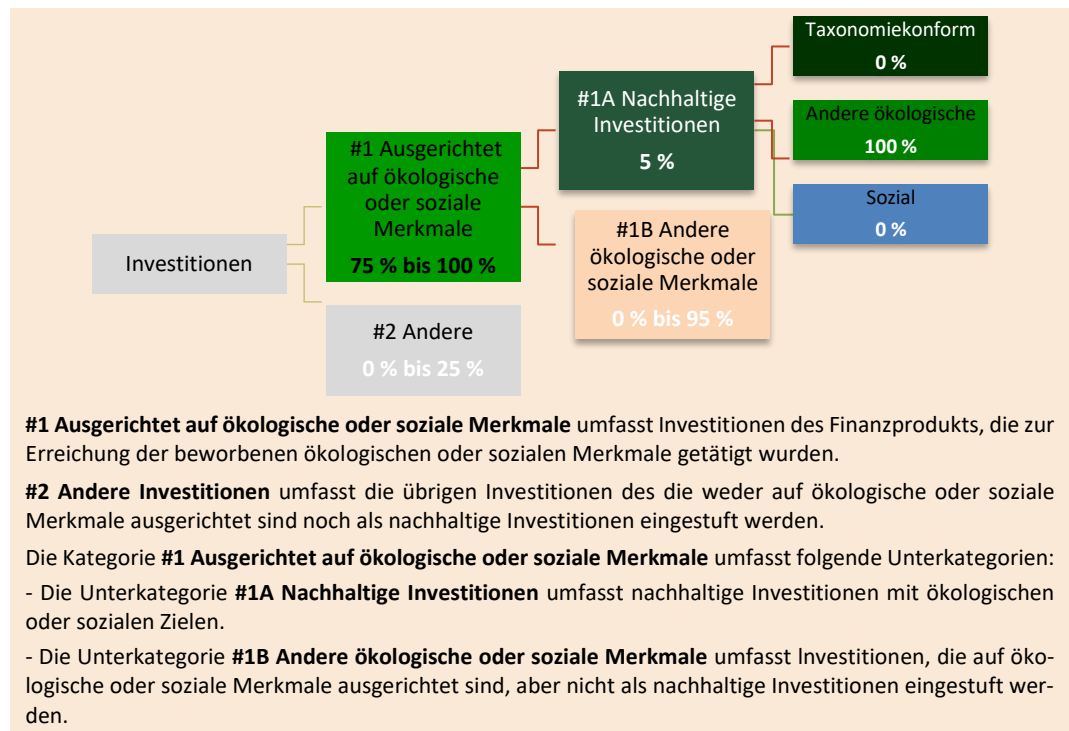 Investitionen
#1 Ausgerichtet
auf ökologische
oder soziale
Merkmale
75 % bis 100 %
#2 Andere
0 % bis 25 %
#1A Nachhaltige
Investitionen
5 %
#1B Andere
ökologische oder
soziale Merkmale
0 % bis 95 %
Taxonomiekonform
0 %
Andere ökologische
100 %
Sozial
0 %
#1 Ausgerichtet auf ökologische oder soziale Merkmale umfasst Investitionen des Finanzprodukts, die zur
Erreichung der beworbenen ökologischen oder sozialen Merkmale getätigt wurden.
#2 Andere Investitionen umfasst die übrigen Investitionen des die weder auf ökologische oder soziale
Merkmale ausgerichtet sind noch als nachhaltige Investitionen eingestuft werden.
Die Kategorie #1 Ausgerichtet auf ökologische oder soziale Merkmale umfasst folgende Unterkategorien:
- Die Unterkategorie #1A Nachhaltige Investitionen umfasst nachhaltige Investitionen mit ökologischen
oder sozialen Zielen.
- Die Unterkategorie #1B Andere ökologische oder soziale Merkmale umfasst Investitionen, die auf öko-
logische oder soziale Merkmale ausgerichtet sind, aber nicht als nachhaltige Investitionen eingestuft wer-
den.